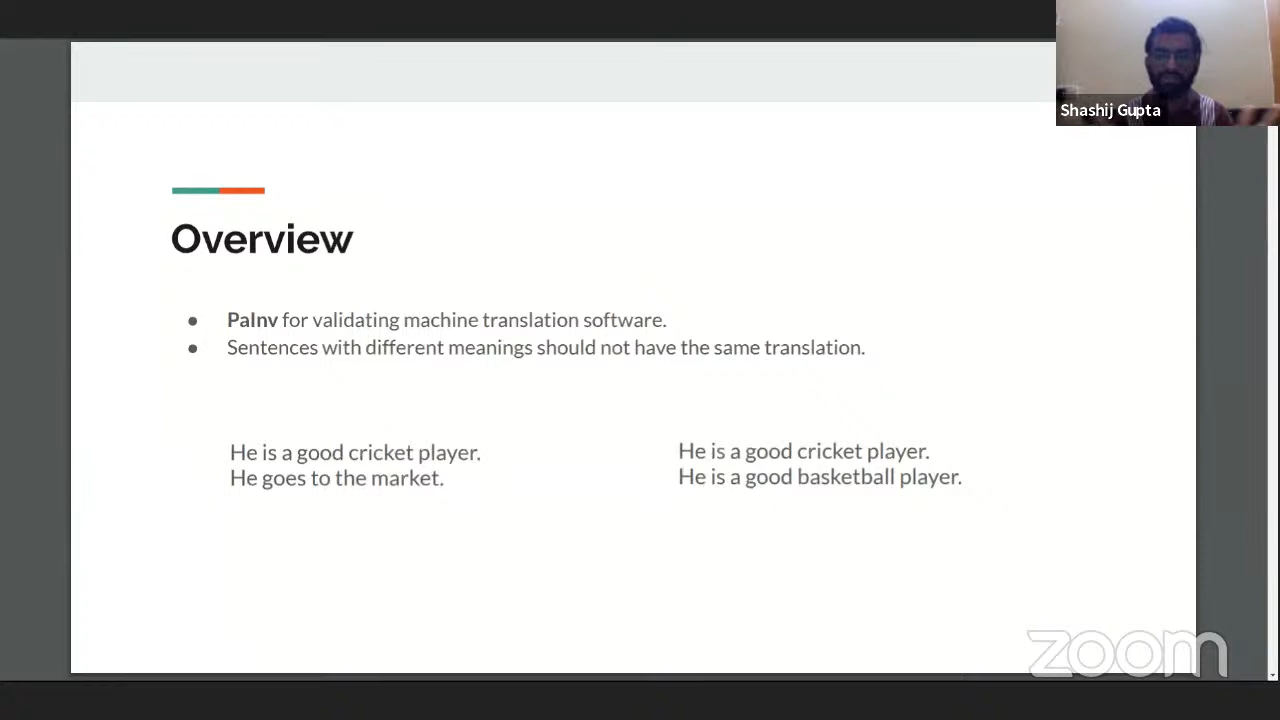 Shashij Gupta
Overview
● PaInv for validating machine translation software.
● Sentences with different meanings should not have the same translation.
He is a good cricket player.
He goes to the market.
He is a good cricket player.
He is a good basketball player.
zoom